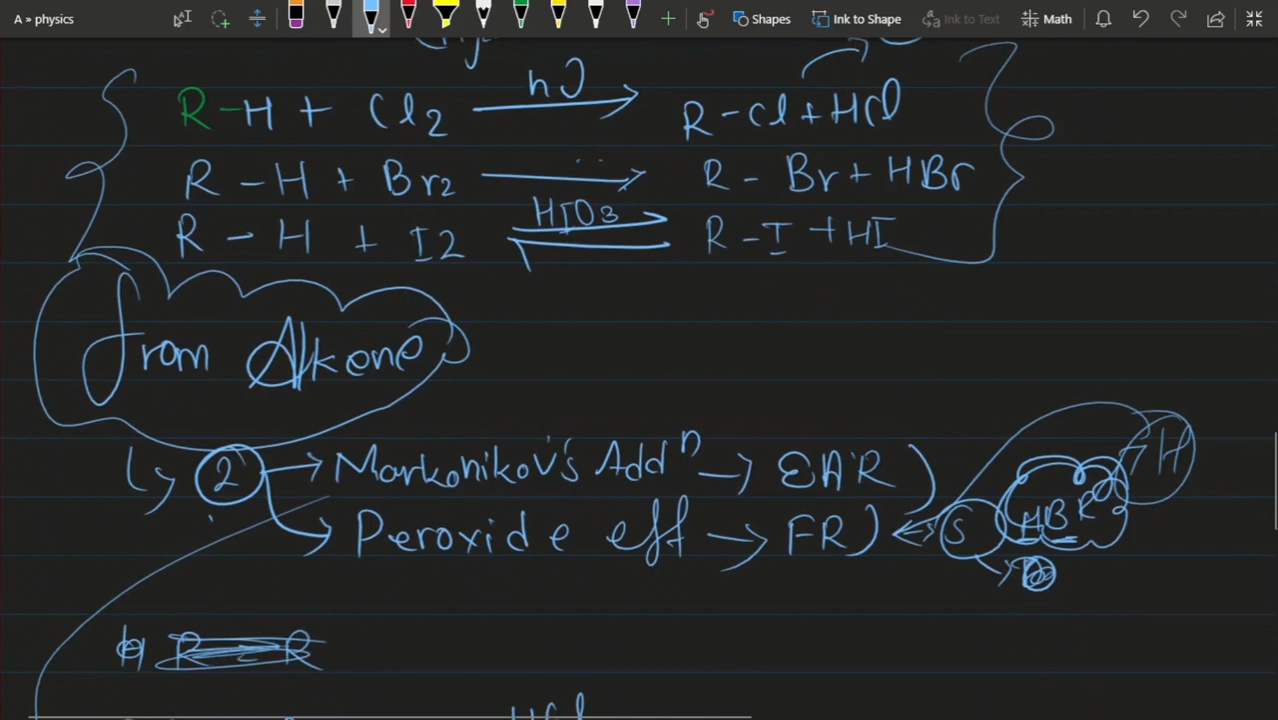 A » physics
Shapes
Ink to Shape
Ink to Text
Math
R-H + Cl2 hν R-Cl+HCl
R-H + Br2 R-Br+HBr
R-H + I2 HIO3 R-I+HI
from Alkene
2 → Markonikov's Addn → EAR
Peroxide eff → FR
S HBR H
R R
HCl